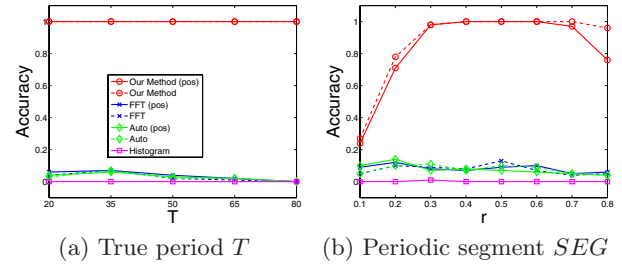 Accuracy
1
0.8
0.6
0.4
0.2
0
Our Method (pos)
Our Method
FFT (pos)
FFT
Auto (pos)
Auto
Histogram
20 35 50 65 80
T
(a) True period T
Accuracy
1
0.8
0.6
0.4
0.2
0
0.1 0.2 0.3 0.4 0.5 0.6 0.7 0.8
r
(b) Periodic segment SEG